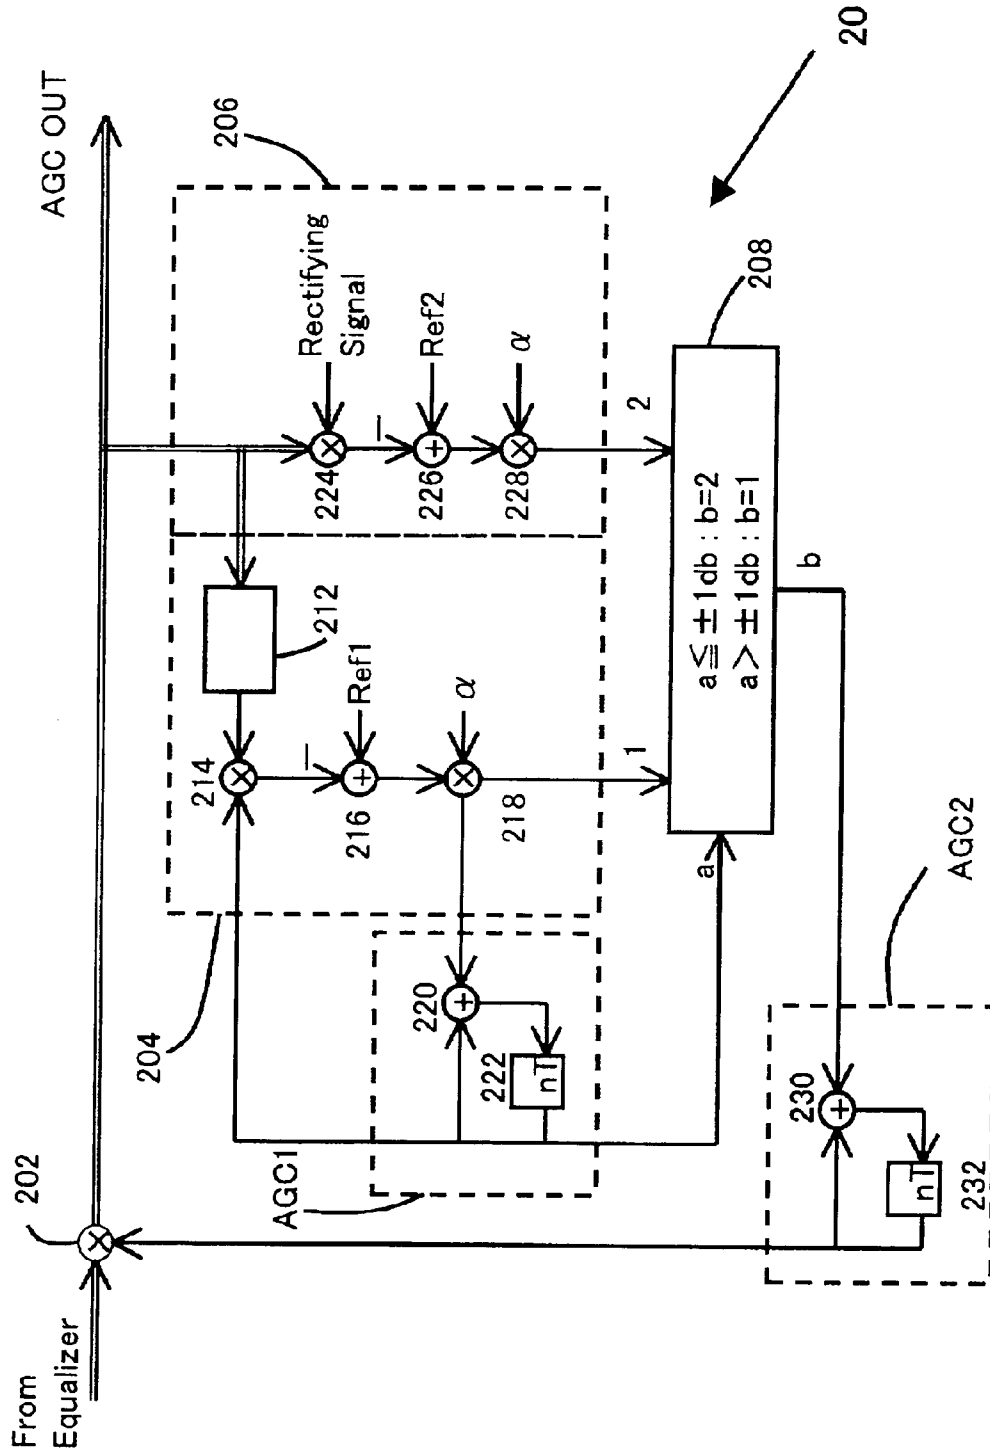 From
Equalizer
202
AGC OUT
206
204
214
212
Rectifying
Signal
224
−
Ref1
216
−
Ref2
226
α
218
α
228
AGC1
220
222
nT
1
2
208
a
a≦±1db : b=2
a>±1db : b=1
b
20
AGC2
230
nT
232